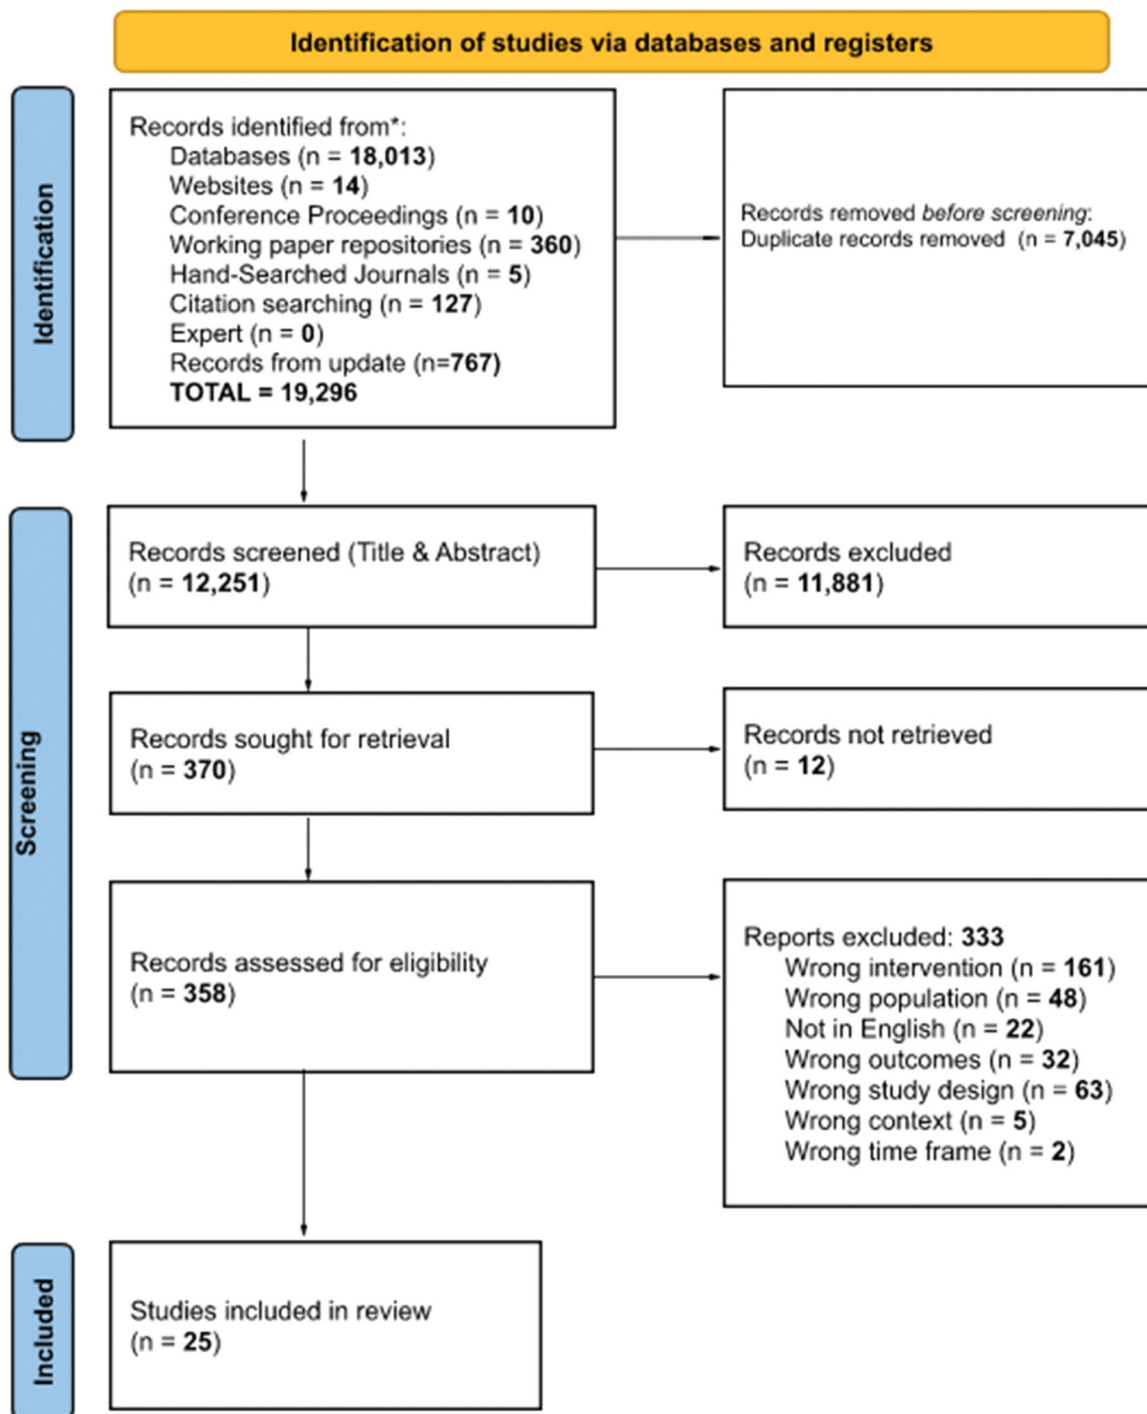 Identification of studies via databases and registers
Identification
Records identified from*:
Databases (n = 18,013)
Websites (n = 14)
Conference Proceedings (n = 10)
Working paper repositories (n = 360)
Hand-Searched Journals (n = 5)
Citation searching (n = 127)
Expert (n = 0)
Records from update (n=767)
TOTAL = 19,296
Records removed before screening:
Duplicate records removed (n = 7,045)
Screening
Records screened (Title & Abstract)
(n = 12,251)
Records excluded
(n = 11,881)
Records sought for retrieval
(n = 370)
Records not retrieved
(n = 12)
Records assessed for eligibility
(n = 358)
Reports excluded: 333
Wrong intervention (n = 161)
Wrong population (n = 48)
Not in English (n = 22)
Wrong outcomes (n = 32)
Wrong study design (n = 63)
Wrong context (n = 5)
Wrong time frame (n = 2)
Included
Studies included in review
(n = 25)